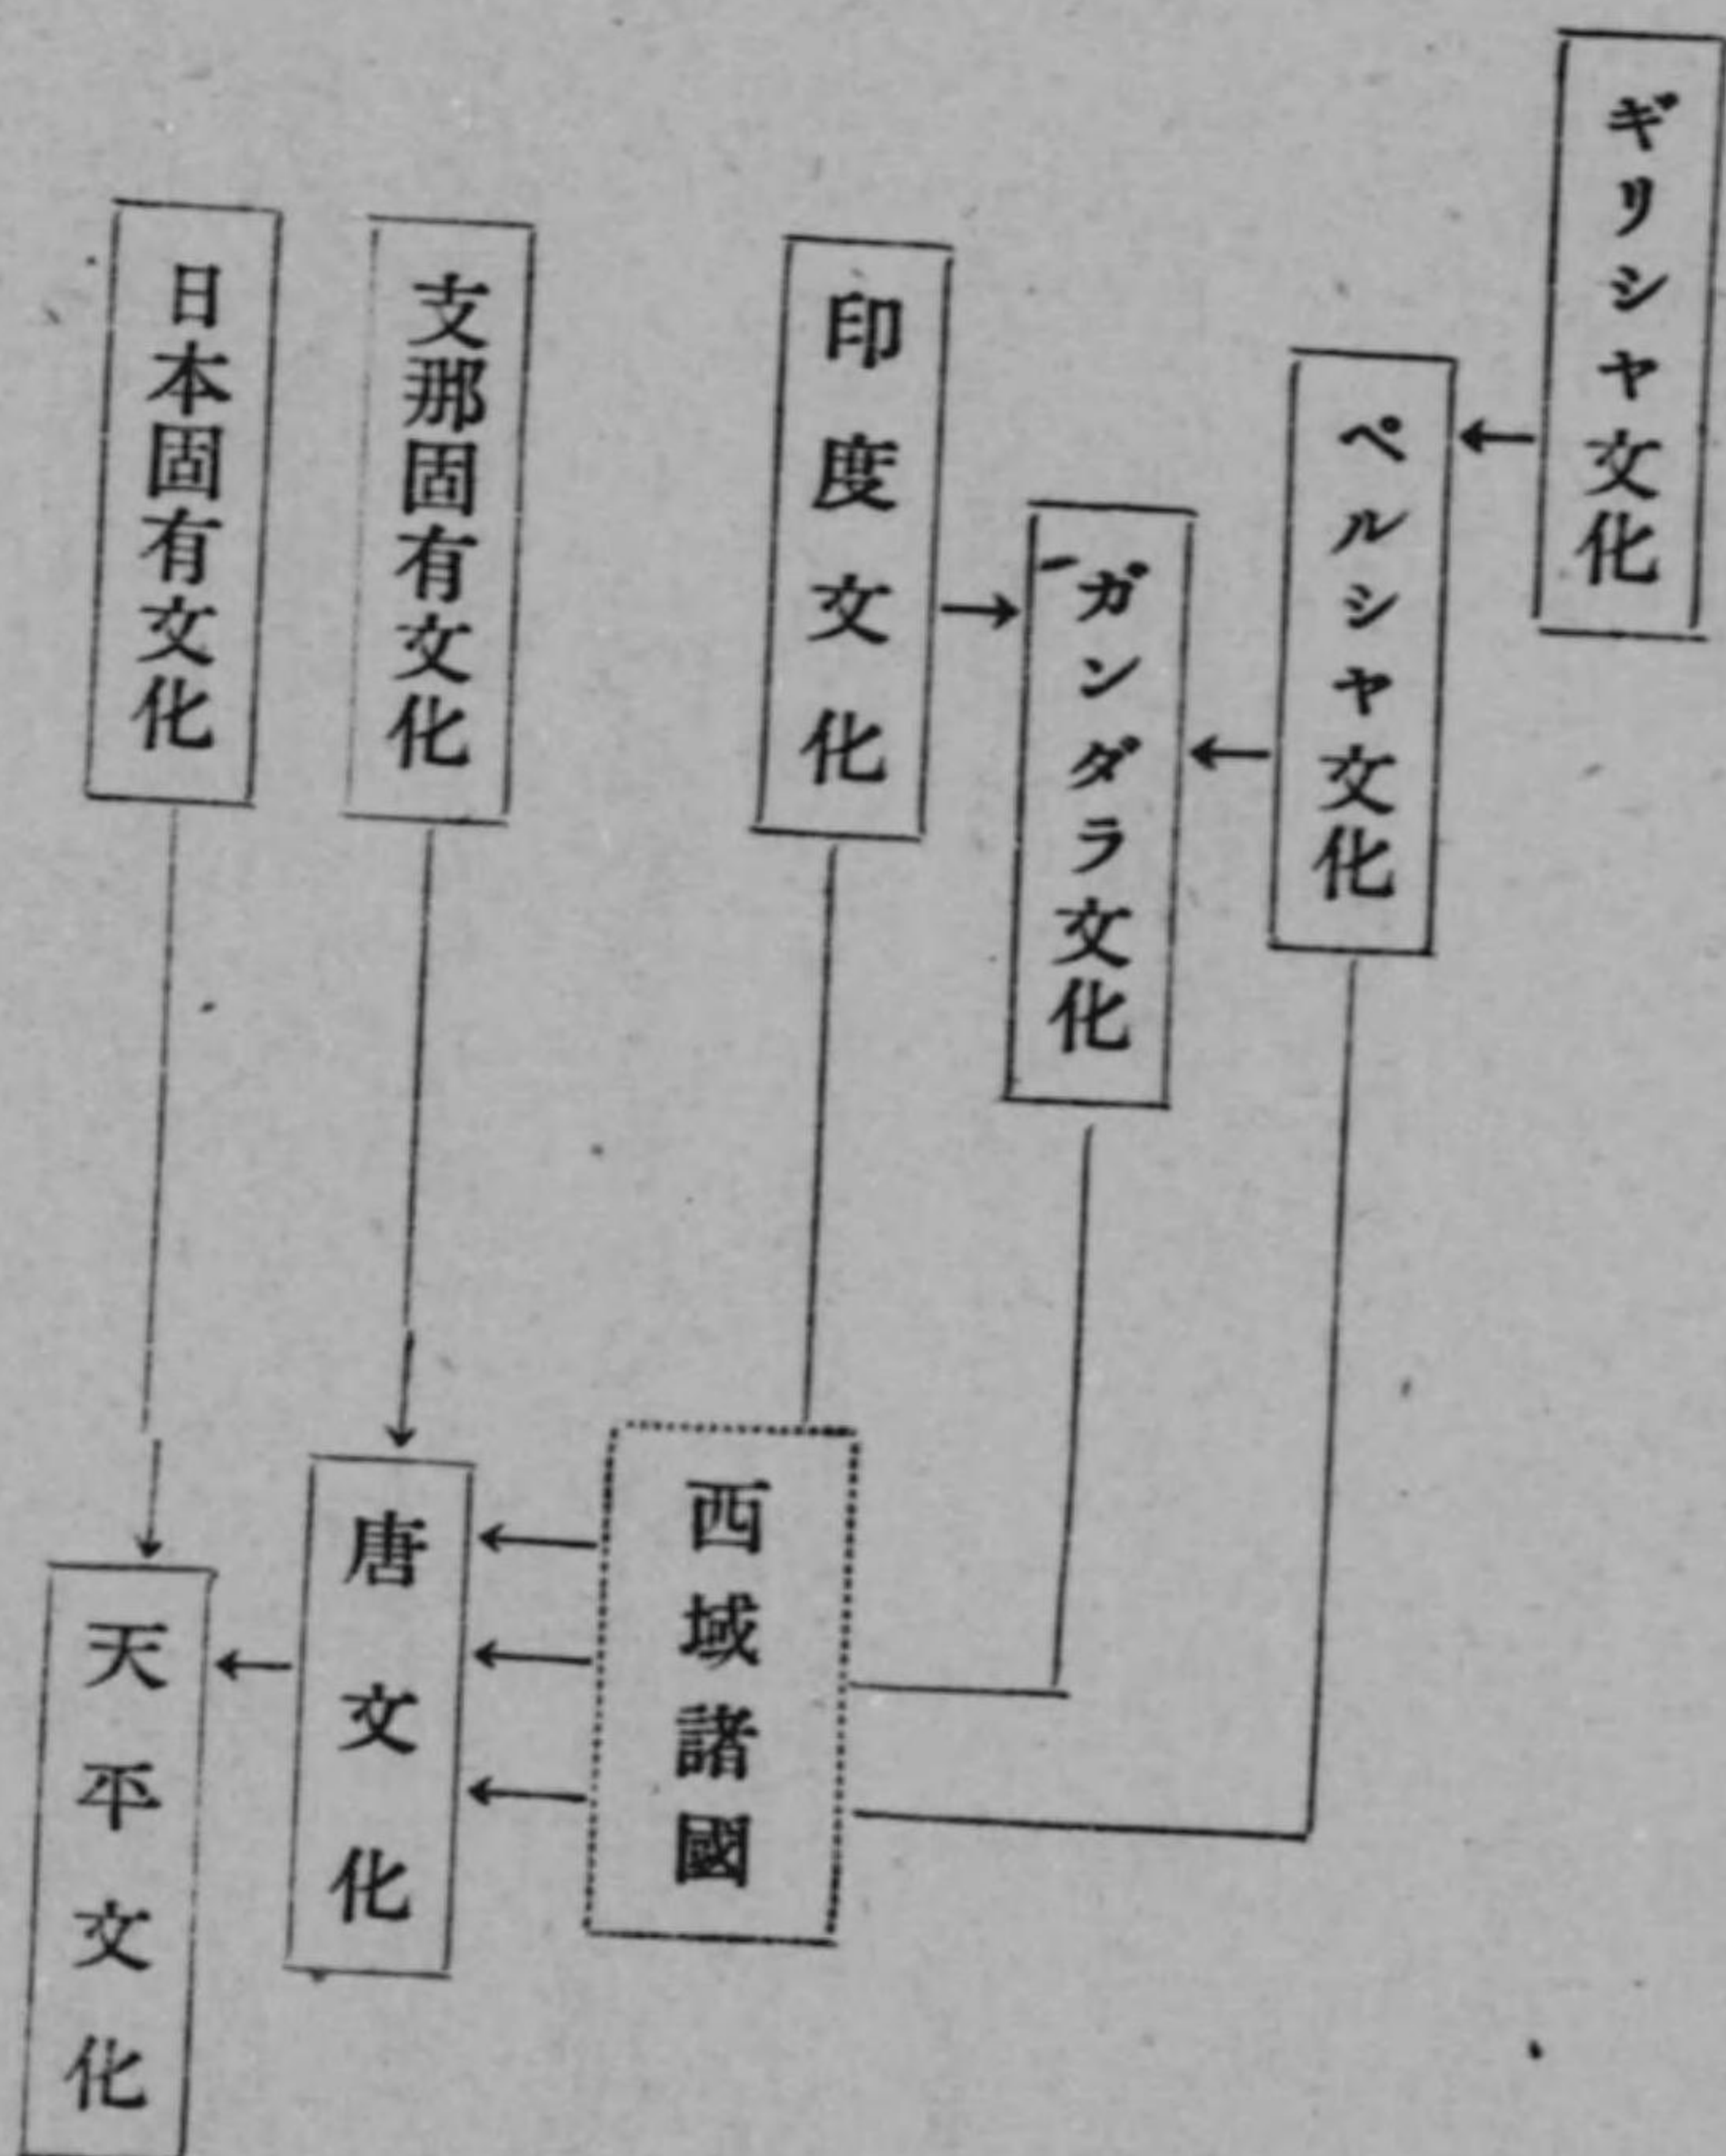 ギリシヤ文化
ペルシヤ文化
ガンダラ文化
印度文化
西域諸國
支那固有文化
唐文化
日本固有文化
天平文化